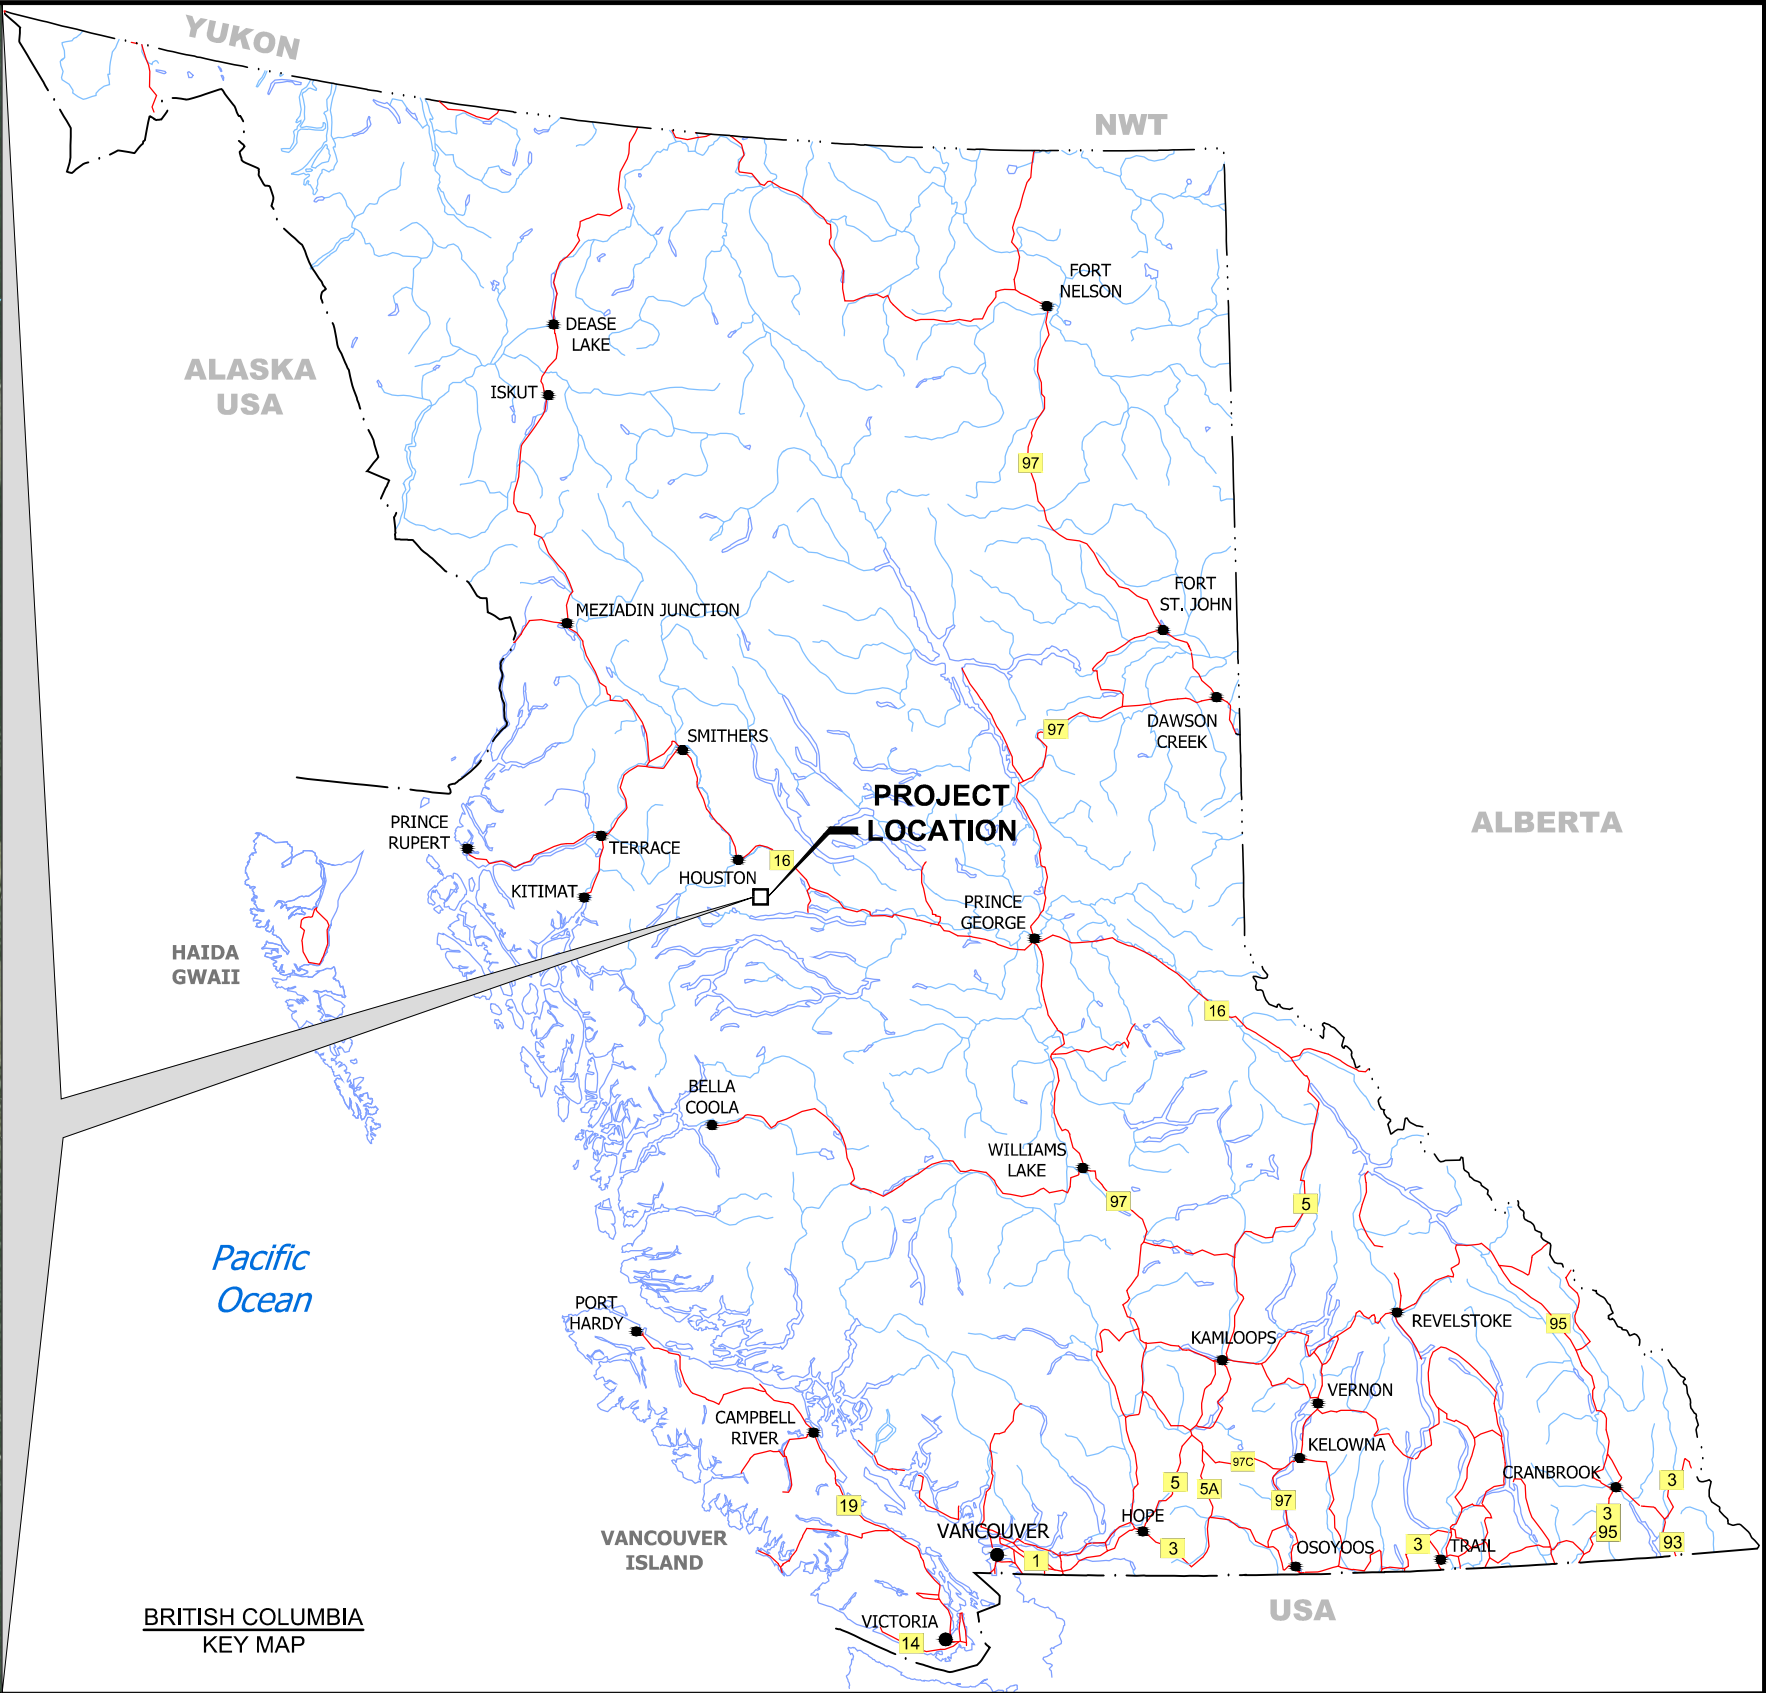 YUKON
NWT
FORT
NELSON
DEASE
LAKE
ALASKA
USA
ISKUT
97
FORT
ST. JOHN
MEZIADIN JUNCTION
DAWSON
CREEK
97
SMITHERS
PROJECT
LOCATION
ALBERTA
PRINCE
RUPERT
TERRACE
16
HOUSTON
KITIMAT
PRINCE
GEORGE
HAIDA
GWAII
16
BELLA
COOLA
WILLIAMS
LAKE
97
5
Pacific
Ocean
PORT
HARDY
REVELSTOKE
95
KAMLOOPS
VERNON
CAMPBELL
RIVER
KELOWNA
97C
CRANBROOK
3
5
5A
97
19
HOPE
3
95
VANCOUVER
ISLAND
VANCOUVER
1
3
OSOYOOS
3
TRAIL
93
USA
BRITISH COLUMBIA
KEY MAP
VICTORIA
14